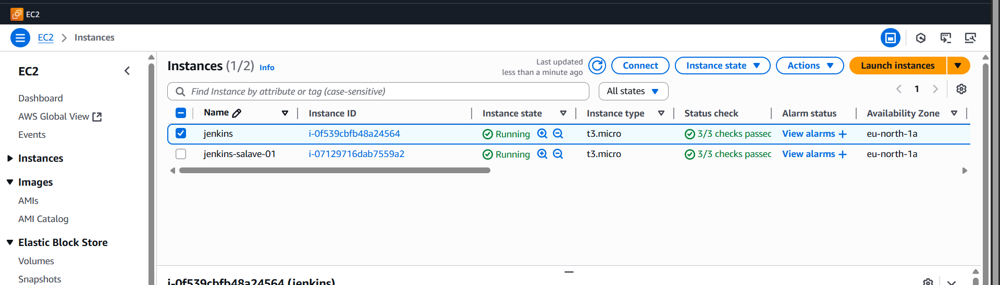 EC2
EC2 > Instances
EC2
Dashboard
AWS Global View
Events
Instances
Images
AMIs
AMI Catalog
Elastic Block Store
Volumes
Snapshots
Instances (1/2) Info
Last updated
less than a minute ago
Connect
Instance state
Actions
Launch instances
Find Instance by attribute or tag (case-sensitive)
All states
1
Name Instance ID Instance state Instance type Status check Alarm status Availability Zone
jenkins i-0f539cbfb48a24564 Running t3.micro 3/3 checks passec View alarms + eu-north-1a
jenkins-salave-01 i-07129716dab7559a2 Running t3.micro 3/3 checks passec View alarms + eu-north-1a
i-0f539cbfb48a24564 (jenkins)